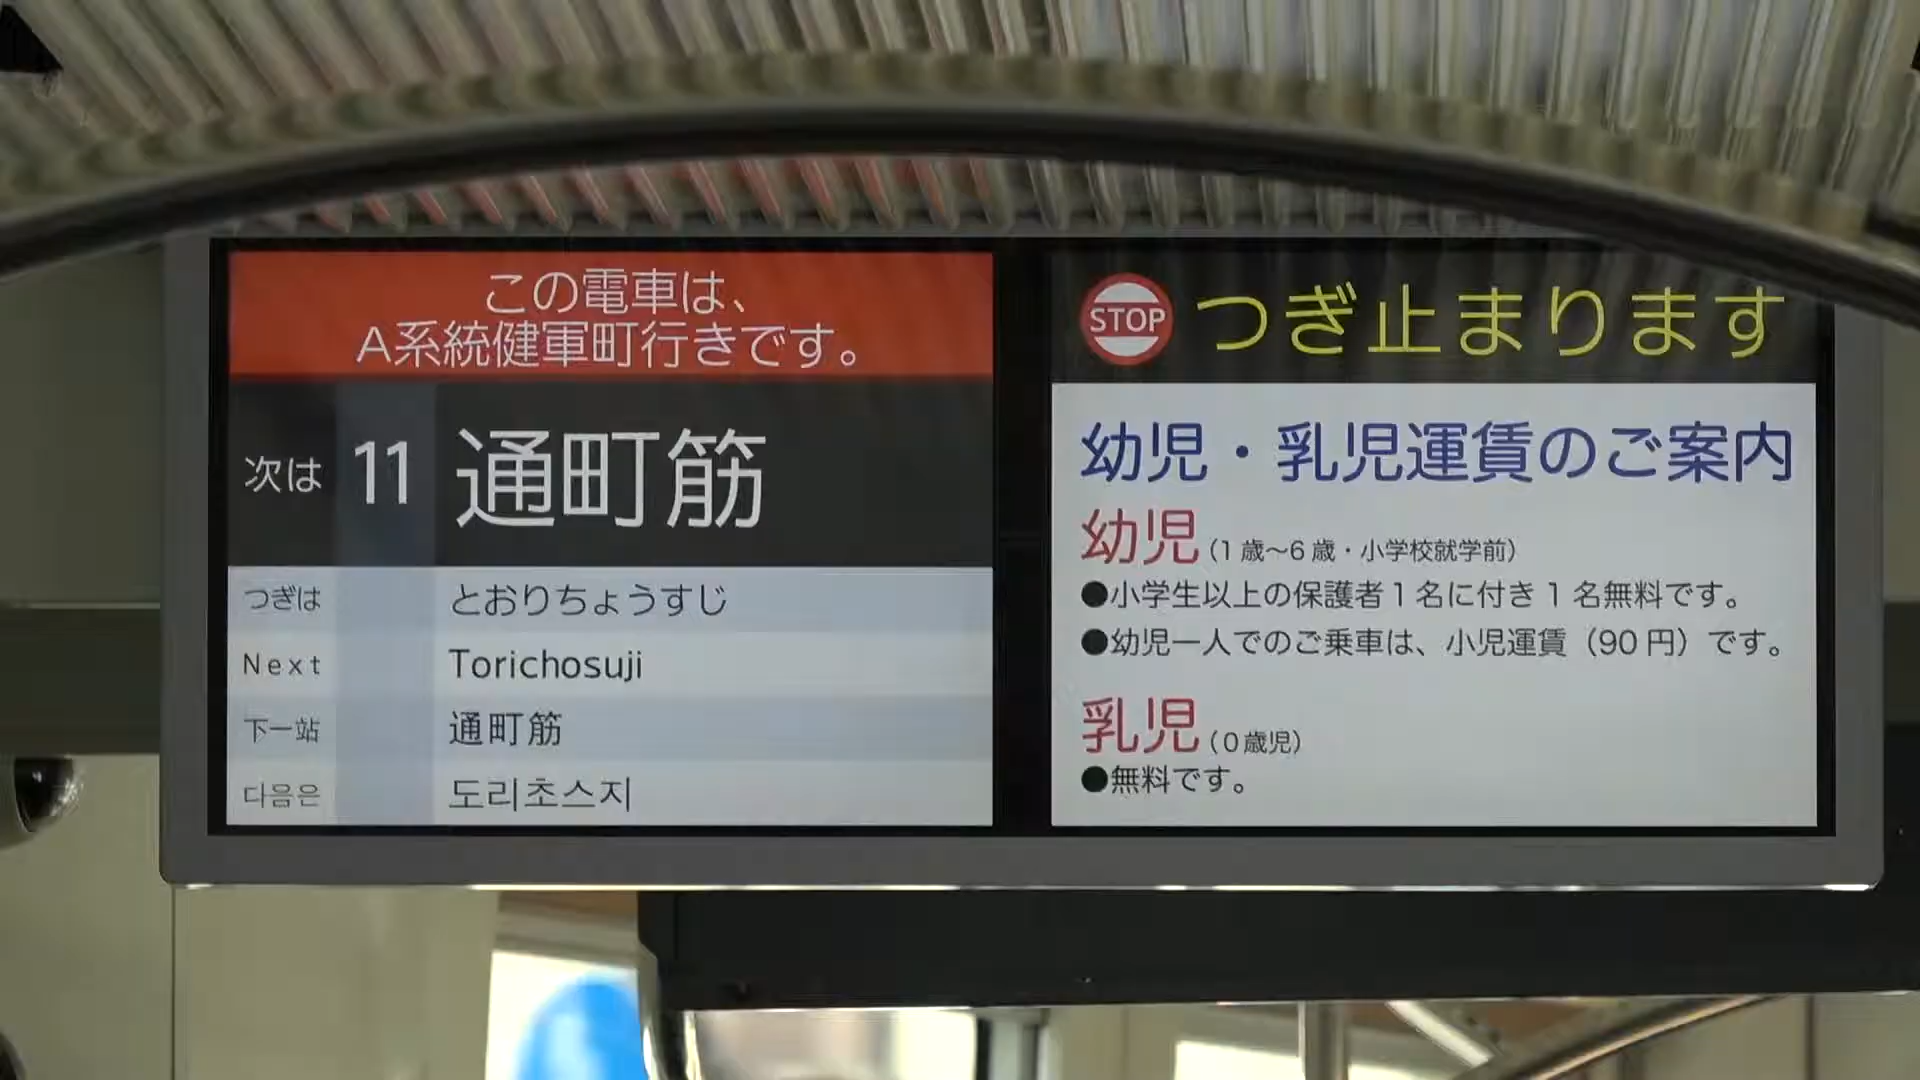 この電車は、
A系統健軍町行きです。
次は 11 通町筋
つぎは とおりちょうすじ
Next Torichosuji
下一站 通町筋
다음은 도리초스지
STOP つぎ止まります
幼児・乳児運賃のご案内
幼児（1歳～6歳・小学校就学前）
●小学生以上の保護者1名に付き1名無料です。
●幼児一人でのご乗車は、小児運賃（90円）です。
乳児（0歳児）
●無料です。